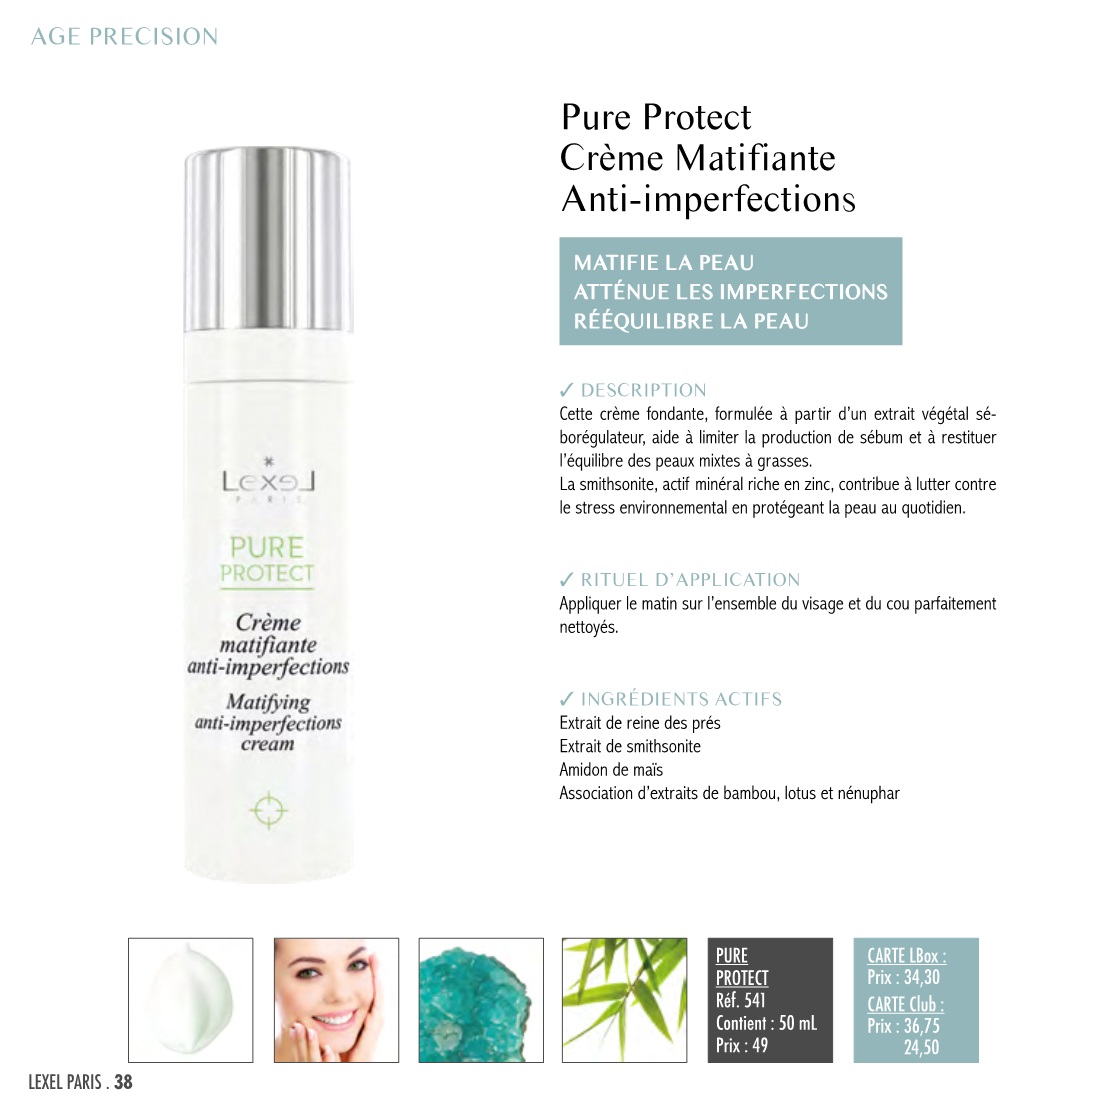 AGE PRECISION
Pure Protect
Crème Matifiante
Anti-imperfections
MATIFIE LA PEAU
ATTÉNUE LES IMPERFECTIONS
RÉÉQUILIBRE LA PEAU
✓ DESCRIPTION
Cette crème fondante, formulée à partir d'un extrait végétal sé-
borégulateur, aide à limiter la production de sébum et à restituer
l'équilibre des peaux mixtes à grasses.
La smithsonite, actif minéral riche en zinc, contribue à lutter contre
le stress environnemental en protégeant la peau au quotidien.
✓ RITUEL D'APPLICATION
Appliquer le matin sur l'ensemble du visage et du cou parfaitement
nettoyés.
✓ INGRÉDIENTS ACTIFS
Extrait de reine des prés
Extrait de smithsonite
Amidon de maïs
Association d'extraits de bambou, lotus et nénuphar
Lexel
PARIS
PURE
PROTECT
Crème
matifiante
anti-imperfections
Matifying
anti-imperfections
cream
PURE
PROTECT
Réf. 541
Contient : 50 mL
Prix : 49
CARTE LBox :
Prix : 34,30
CARTE Club :
Prix : 36,75
24,50
LEXEL PARIS . 38